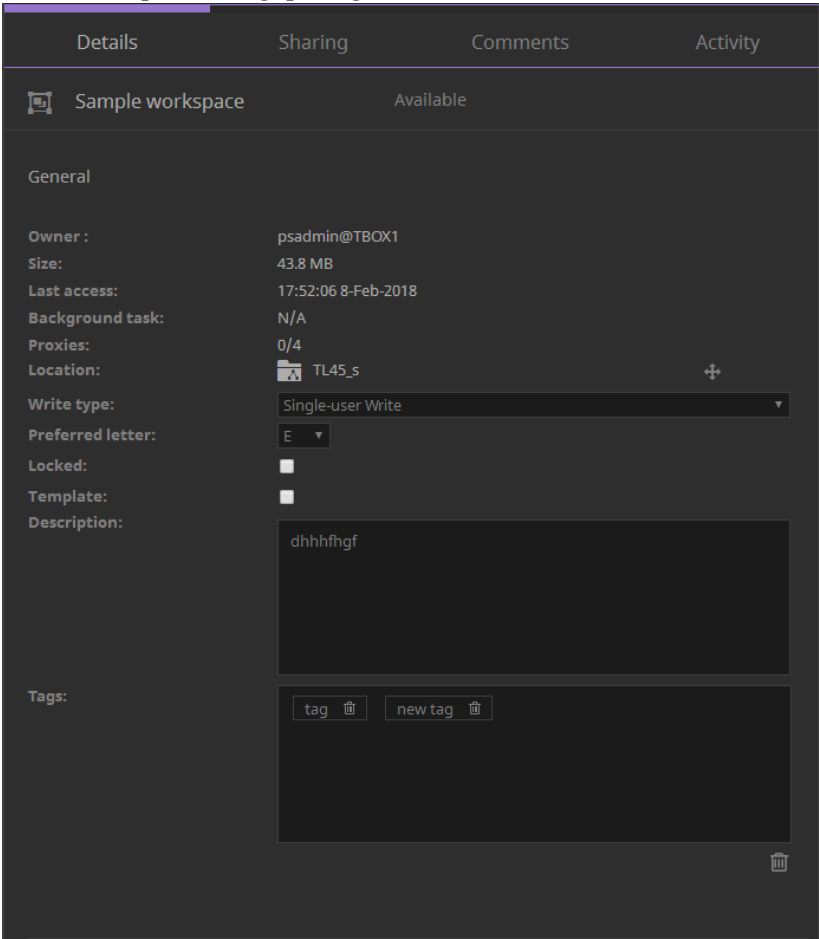 Details Sharing Comments Activity
Sample workspace Available
General
Owner : psadmin@TBOX1
Size: 43.8 MB
Last access: 17:52:06 8-Feb-2018
Background task: N/A
Proxies: 0/4
Location: TL45_s
Write type: Single-user Write
Preferred letter: E
Locked:
Template:
Description: dhhhfhgf
Tags: tag new tag